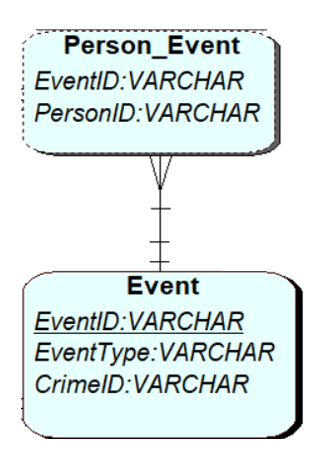 Person_Event
EventID:VARCHAR
PersonID:VARCHAR
Event
EventID:VARCHAR
EventType:VARCHAR
CrimeID:VARCHAR